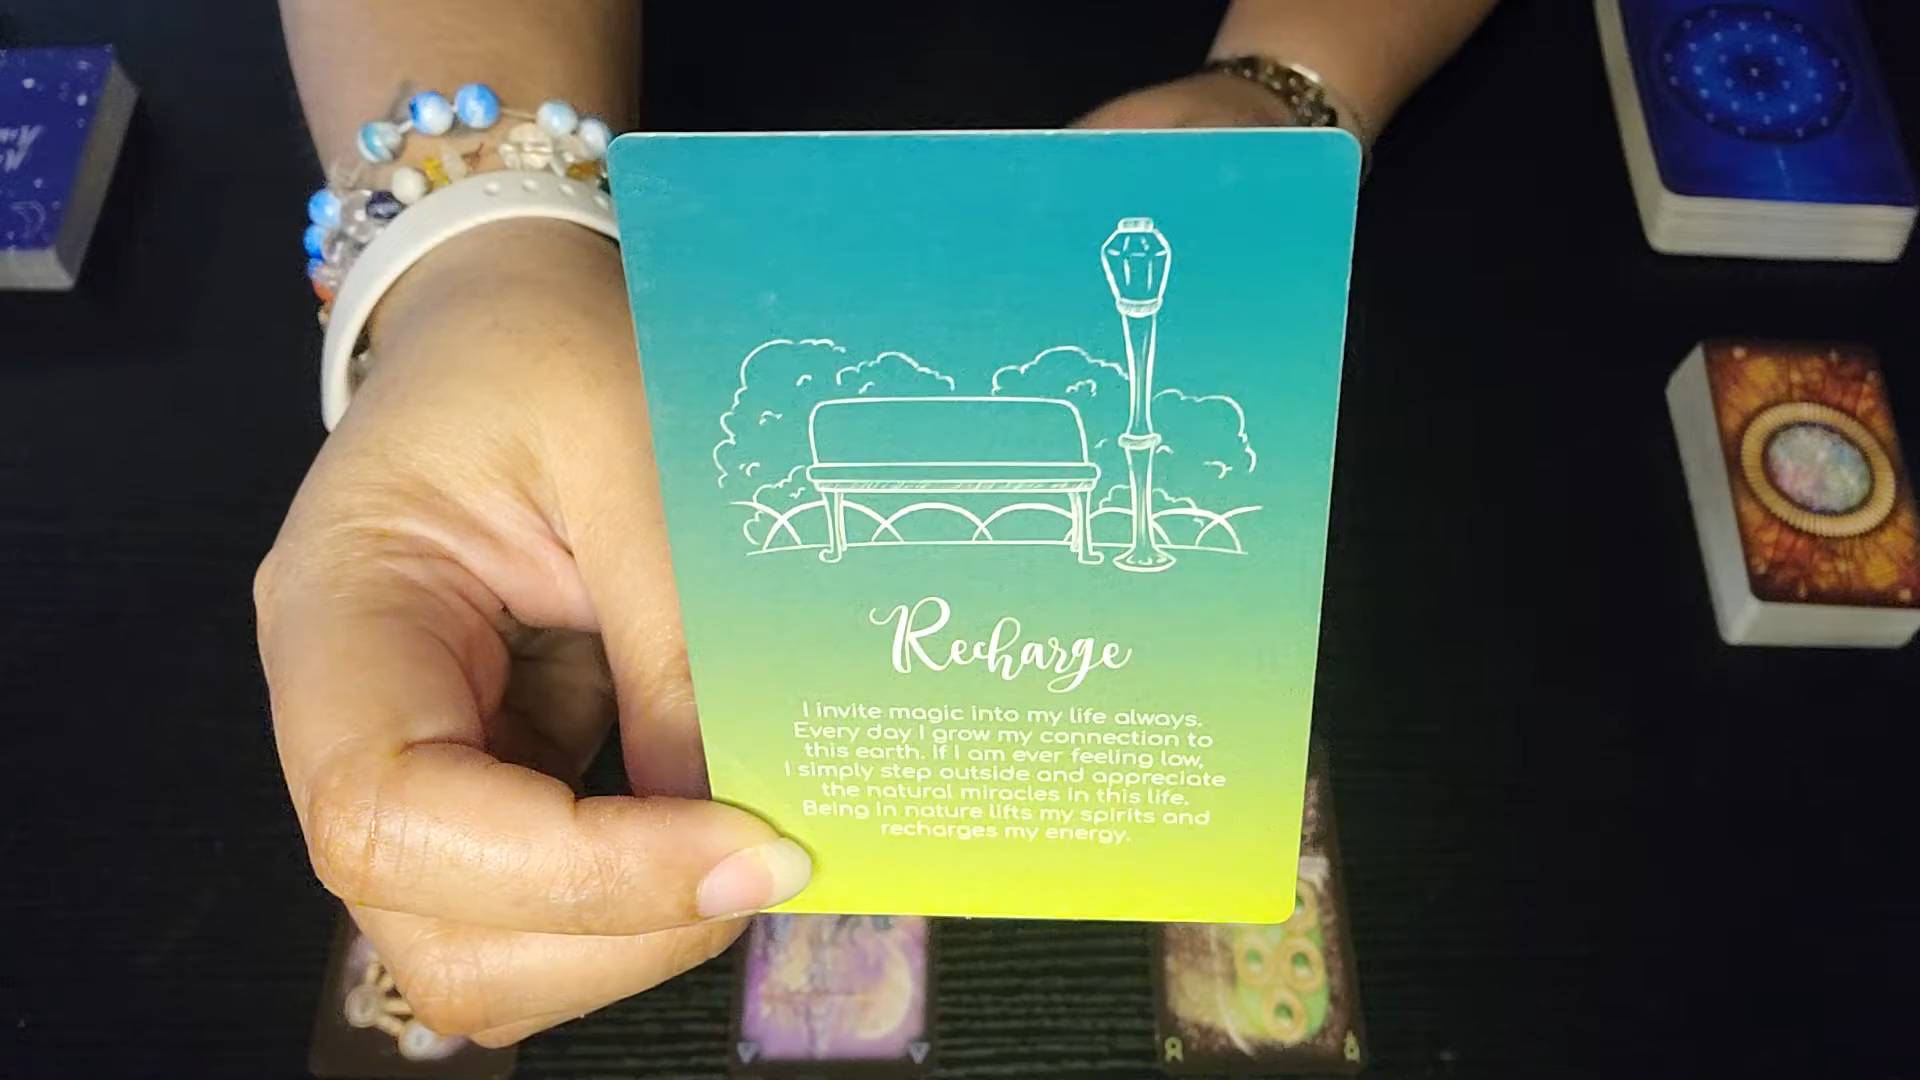 Recharge
I invite magic into my life always.
Every day I grow my connection to
this earth. If I am ever feeling low,
I simply step outside and appreciate
the natural miracles in this life.
Being in nature lifts my spirits and
recharges my energy.